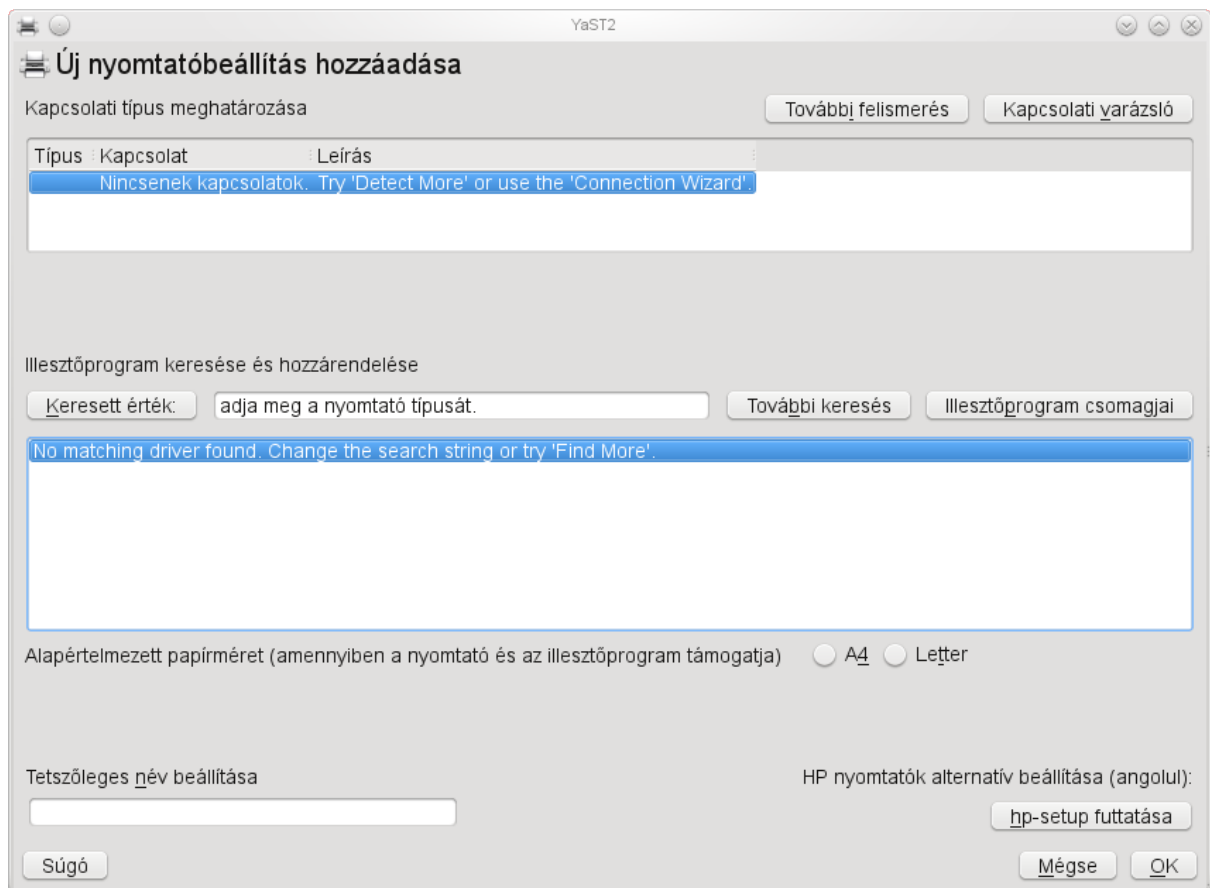 YaST2
Új nyomtatóbeállítás hozzáadása
Kapcsolati típus meghatározása
További felismerés
Kapcsolati varázsló
Típus Kapcsolat Leírás
Nincsenek kapcsolatok. Try 'Detect More' or use the 'Connection Wizard'.
Illesztőprogram keresése és hozzárendelése
Keresett érték:
adja meg a nyomtató típusát.
További keresés
Illesztőprogram csomagjai
No matching driver found. Change the search string or try 'Find More'.
Alapértelmezett papírméret (amennyiben a nyomtató és az illesztőprogram támogatja) A4 Letter
Tetszőleges név beállítása
HP nyomtatók alternatív beállítása (angolul):
hp-setup futtatása
Súgó
Mégse
OK